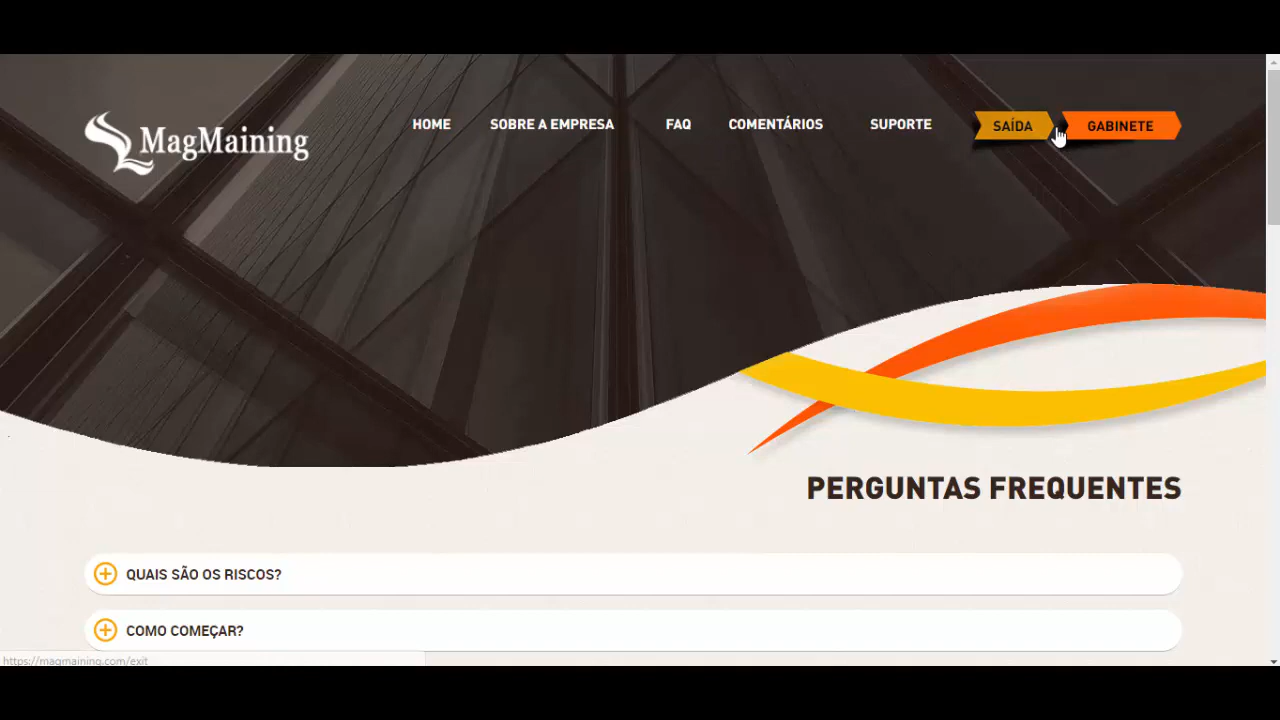 MagMaining
HOME SOBRE A EMPRESA FAQ COMENTÁRIOS SUPORTE SAÍDA GABINETE
PERGUNTAS FREQUENTES
QUAIS SÃO OS RISCOS?
COMO COMEÇAR?
https://magmaining.com/exit